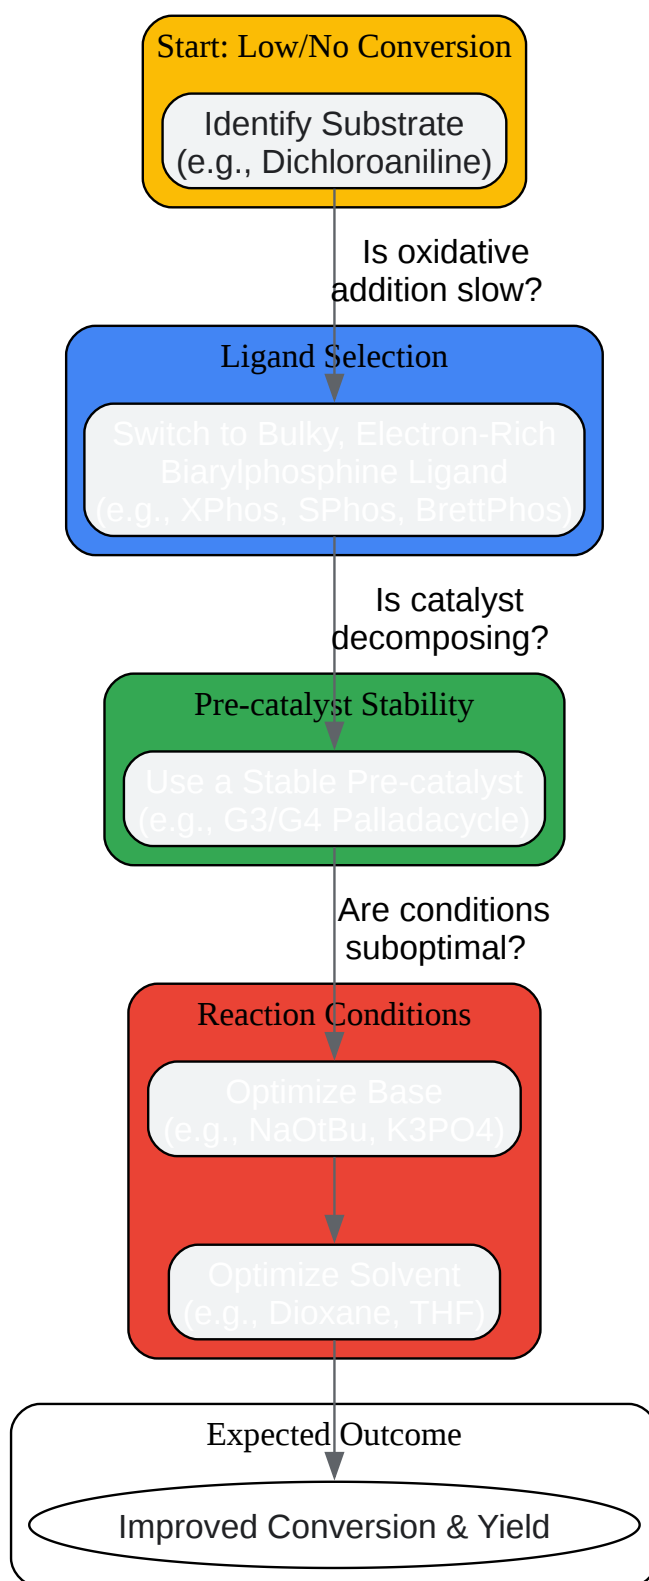 Start: Low/No Conversion
Identify Substrate
(e.g., Dichloroaniline)
Is oxidative
addition slow?
Ligand Selection
Switch to Bulky, Electron-Rich
Biarylphosphine Ligand
(e.g., XPhos, SPhos, BrettPhos)
Is catalyst
decomposing?
Pre-catalyst Stability
Use a Stable Pre-catalyst
(e.g., G3/G4 Palladacycle)
Are conditions
suboptimal?
Reaction Conditions
Optimize Base
(e.g., NaOtBu, K3PO4)
Optimize Solvent
(e.g., Dioxane, THF)
Expected Outcome
Improved Conversion & Yield